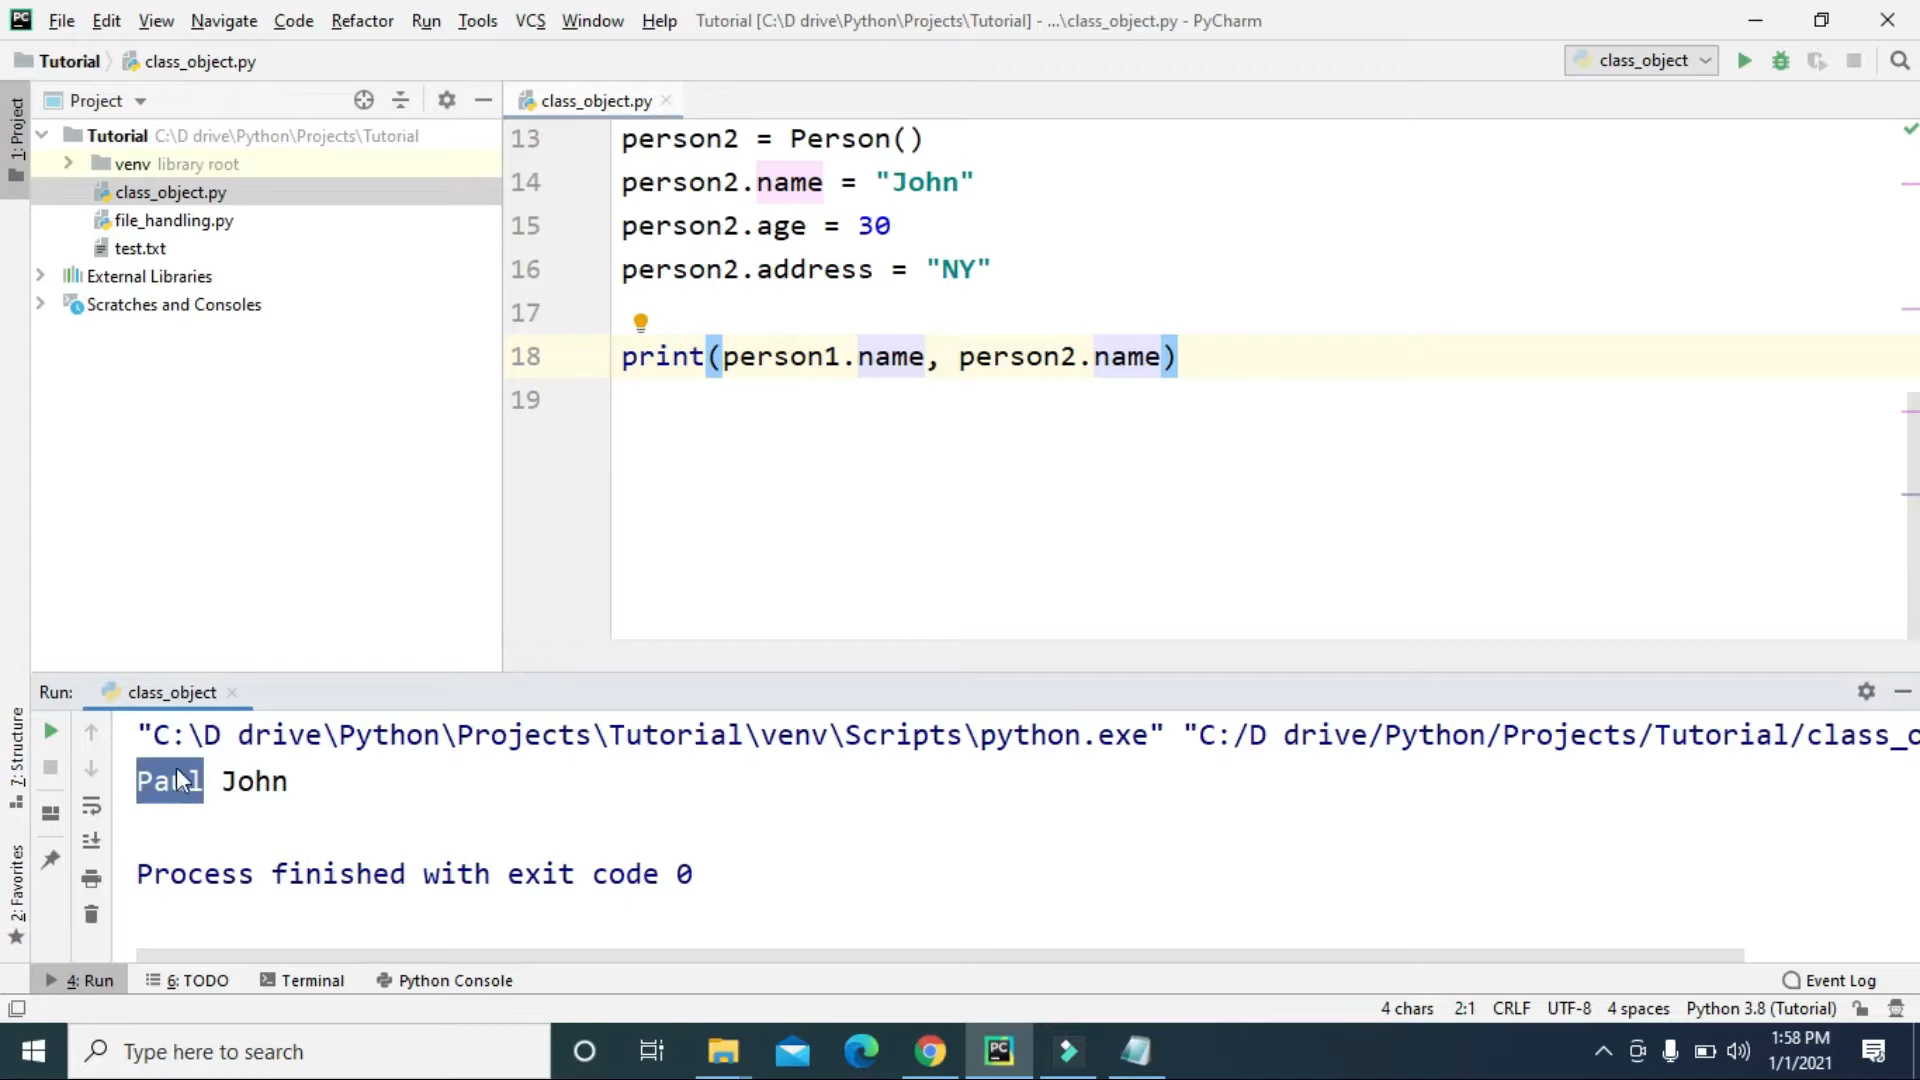 PC File Edit View Navigate Code Refactor Run Tools VCS Window Help Tutorial [C:\D drive\Python\Projects\Tutorial] - ...\class_object.py - PyCharm
Tutorial class_object.py class_object
1: Project
Project class_object.py
Tutorial C:\D drive\Python\Projects\Tutorial
venv library root
class_object.py
file_handling.py
test.txt
External Libraries
Scratches and Consoles
13 person2 = Person()
14 person2.name = "John"
15 person2.age = 30
16 person2.address = "NY"
17
18 print(person1.name, person2.name)
19
Run: class_object
7: Structure
2: Favorites
"C:\D drive\Python\Projects\Tutorial\venv\Scripts\python.exe" "C:/D drive/Python/Projects/Tutorial/class_o
Paul John
Process finished with exit code 0
4: Run 6: TODO Terminal Python Console Event Log
4 chars 2:1 CRLF UTF-8 4 spaces Python 3.8 (Tutorial)
Type here to search PC 1:58 PM
1/1/2021